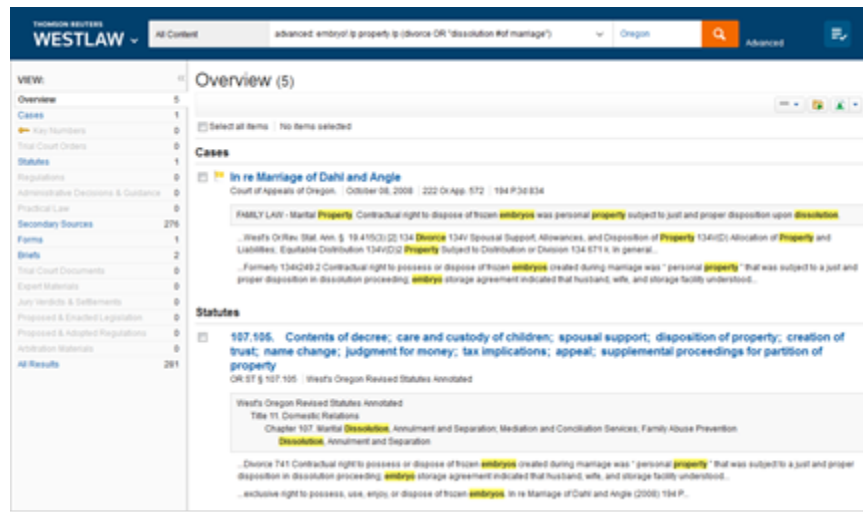 THOMSON REUTERS
WESTLAW
All Content
advanced: embryo! /p property /p (divorce OR "dissolution #of marriage")
Oregon
Advanced
VIEW:
Overview 5
Cases 1
Key Numbers 0
Trial Court Orders 0
Statutes 1
Regulations 0
Administrative Decisions & Guidance 0
Practical Law 0
Secondary Sources 276
Forms 1
Briefs 2
Trial Court Documents 0
Expert Materials 0
Jury Verdicts & Settlements 0
Proposed & Enacted Legislation 0
Proposed & Adopted Regulations 0
Arbitration Materials 0
All Results 281
Overview (5)
Select all items No items selected
Cases
In re Marriage of Dahl and Angle
Court of Appeals of Oregon. October 08, 2008 222 Or.App. 572 194 P.3d 834
FAMILY LAW - Marital Property. Contractual right to dispose of frozen embryos was personal property subject to just and proper disposition upon dissolution.
...West's Or.Rev. Stat. Ann. § 19.415(3). [2] 134 Divorce 134V Spousal Support, Allowances, and Disposition of Property 134V(D) Allocation of Property and
Liabilities; Equitable Distribution 134V(D)2 Property Subject to Distribution or Division 134 671 k. In general...
...Formerly 134k249.2 Contractual right to possess or dispose of frozen embryos created during marriage was "personal property" that was subject to a just and
proper disposition in dissolution proceeding; embryo storage agreement indicated that husband, wife, and storage facility understood...
Statutes
107.105. Contents of decree; care and custody of children; spousal support; disposition of property; creation of
trust; name change; judgment for money; tax implications; appeal; supplemental proceedings for partition of
property
OR ST § 107.105 West's Oregon Revised Statutes Annotated
West's Oregon Revised Statutes Annotated
Title 11. Domestic Relations
Chapter 107. Marital Dissolution, Annulment and Separation; Mediation and Conciliation Services; Family Abuse Prevention
Dissolution, Annulment and Separation
...Divorce 741 Contractual right to possess or dispose of frozen embryos created during marriage was "personal property" that was subject to a just and proper
disposition in dissolution proceeding; embryo storage agreement indicated that husband, wife, and storage facility understood...
...exclusive right to possess, use, enjoy, or dispose of frozen embryos. In re Marriage of Dahl and Angle (2008) 194 P...